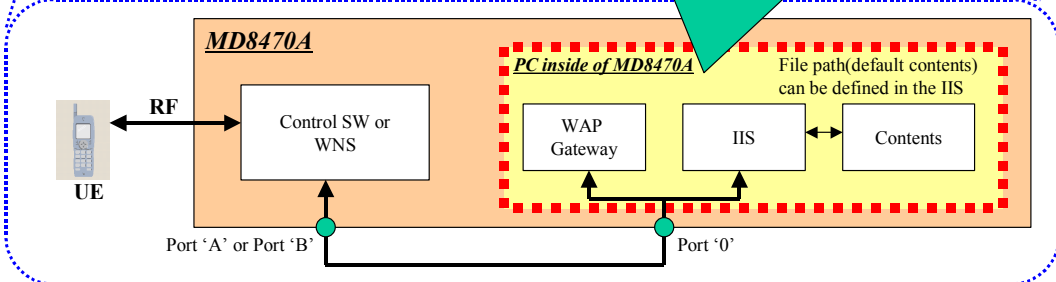 MD8470A
PC inside of MD8470A
File path(default contents)
can be defined in the IIS
RF
Control SW or
WNS
WAP
Gateway
IIS
Contents
UE
Port ‘A’ or Port ‘B’
Port ‘0’